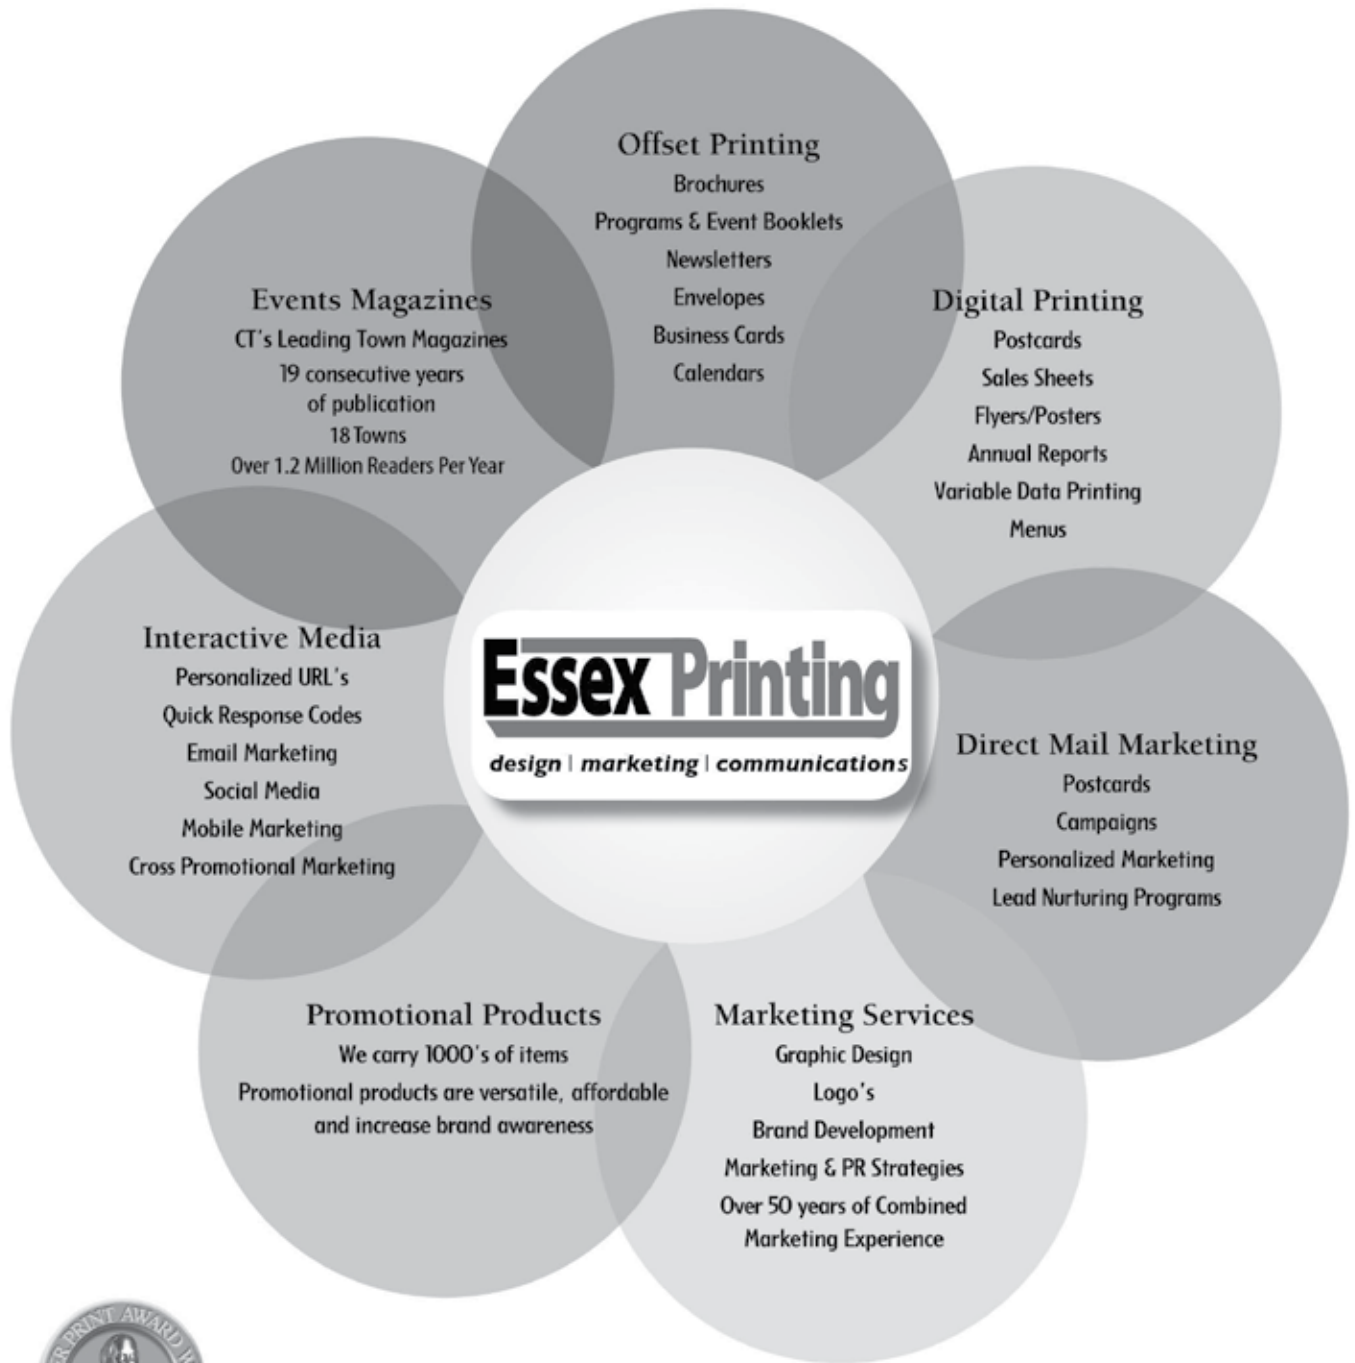 Offset Printing
Brochures
Programs & Event Booklets
Newsletters
Envelopes
Business Cards
Calendars
Digital Printing
Postcards
Sales Sheets
Flyers/Posters
Annual Reports
Variable Data Printing
Menus
Events Magazines
CT's Leading Town Magazines
19 consecutive years
of publication
18 Towns
Over 1.2 Million Readers Per Year
Interactive Media
Personalized URL's
Quick Response Codes
Email Marketing
Social Media
Mobile Marketing
Cross Promotional Marketing
Essex Printing
design | marketing | communications
Direct Mail Marketing
Postcards
Campaigns
Personalized Marketing
Lead Nurturing Programs
Promotional Products
We carry 1000's of items
Promotional products are versatile, affordable
and increase brand awareness
Marketing Services
Graphic Design
Logo's
Brand Development
Marketing & PR Strategies
Over 50 years of Combined
Marketing Experience
PRINT AWARD